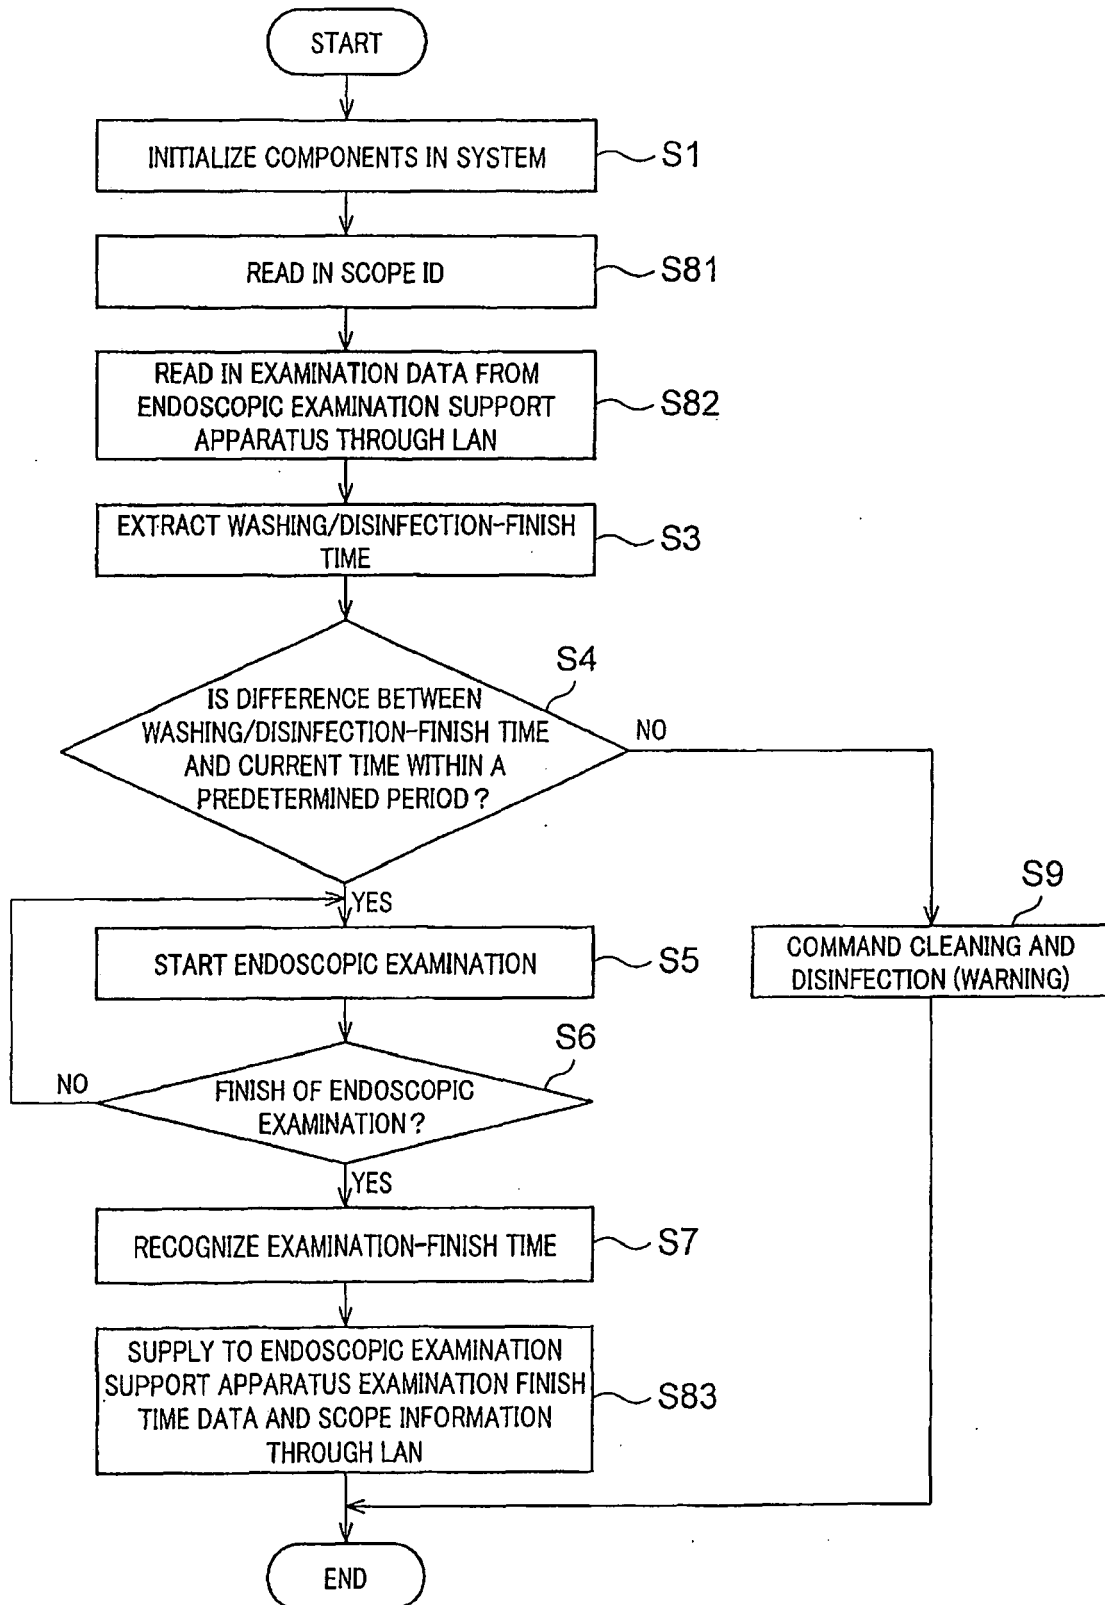 START
INITIALIZE COMPONENTS IN SYSTEM
S1
READ IN SCOPE ID
S81
READ IN EXAMINATION DATA FROM
ENDOSCOPIC EXAMINATION SUPPORT
APPARATUS THROUGH LAN
S82
EXTRACT WASHING/DISINFECTION-FINISH
TIME
S3
S4
IS DIFFERENCE BETWEEN
WASHING/DISINFECTION-FINISH TIME
AND CURRENT TIME WITHIN A
PREDETERMINED PERIOD?
NO
YES
S9
COMMAND CLEANING AND
DISINFECTION (WARNING)
START ENDOSCOPIC EXAMINATION
S5
S6
NO
FINISH OF ENDOSCOPIC
EXAMINATION?
YES
RECOGNIZE EXAMINATION-FINISH TIME
S7
SUPPLY TO ENDOSCOPIC EXAMINATION
SUPPORT APPARATUS EXAMINATION FINISH
TIME DATA AND SCOPE INFORMATION
THROUGH LAN
S83
END